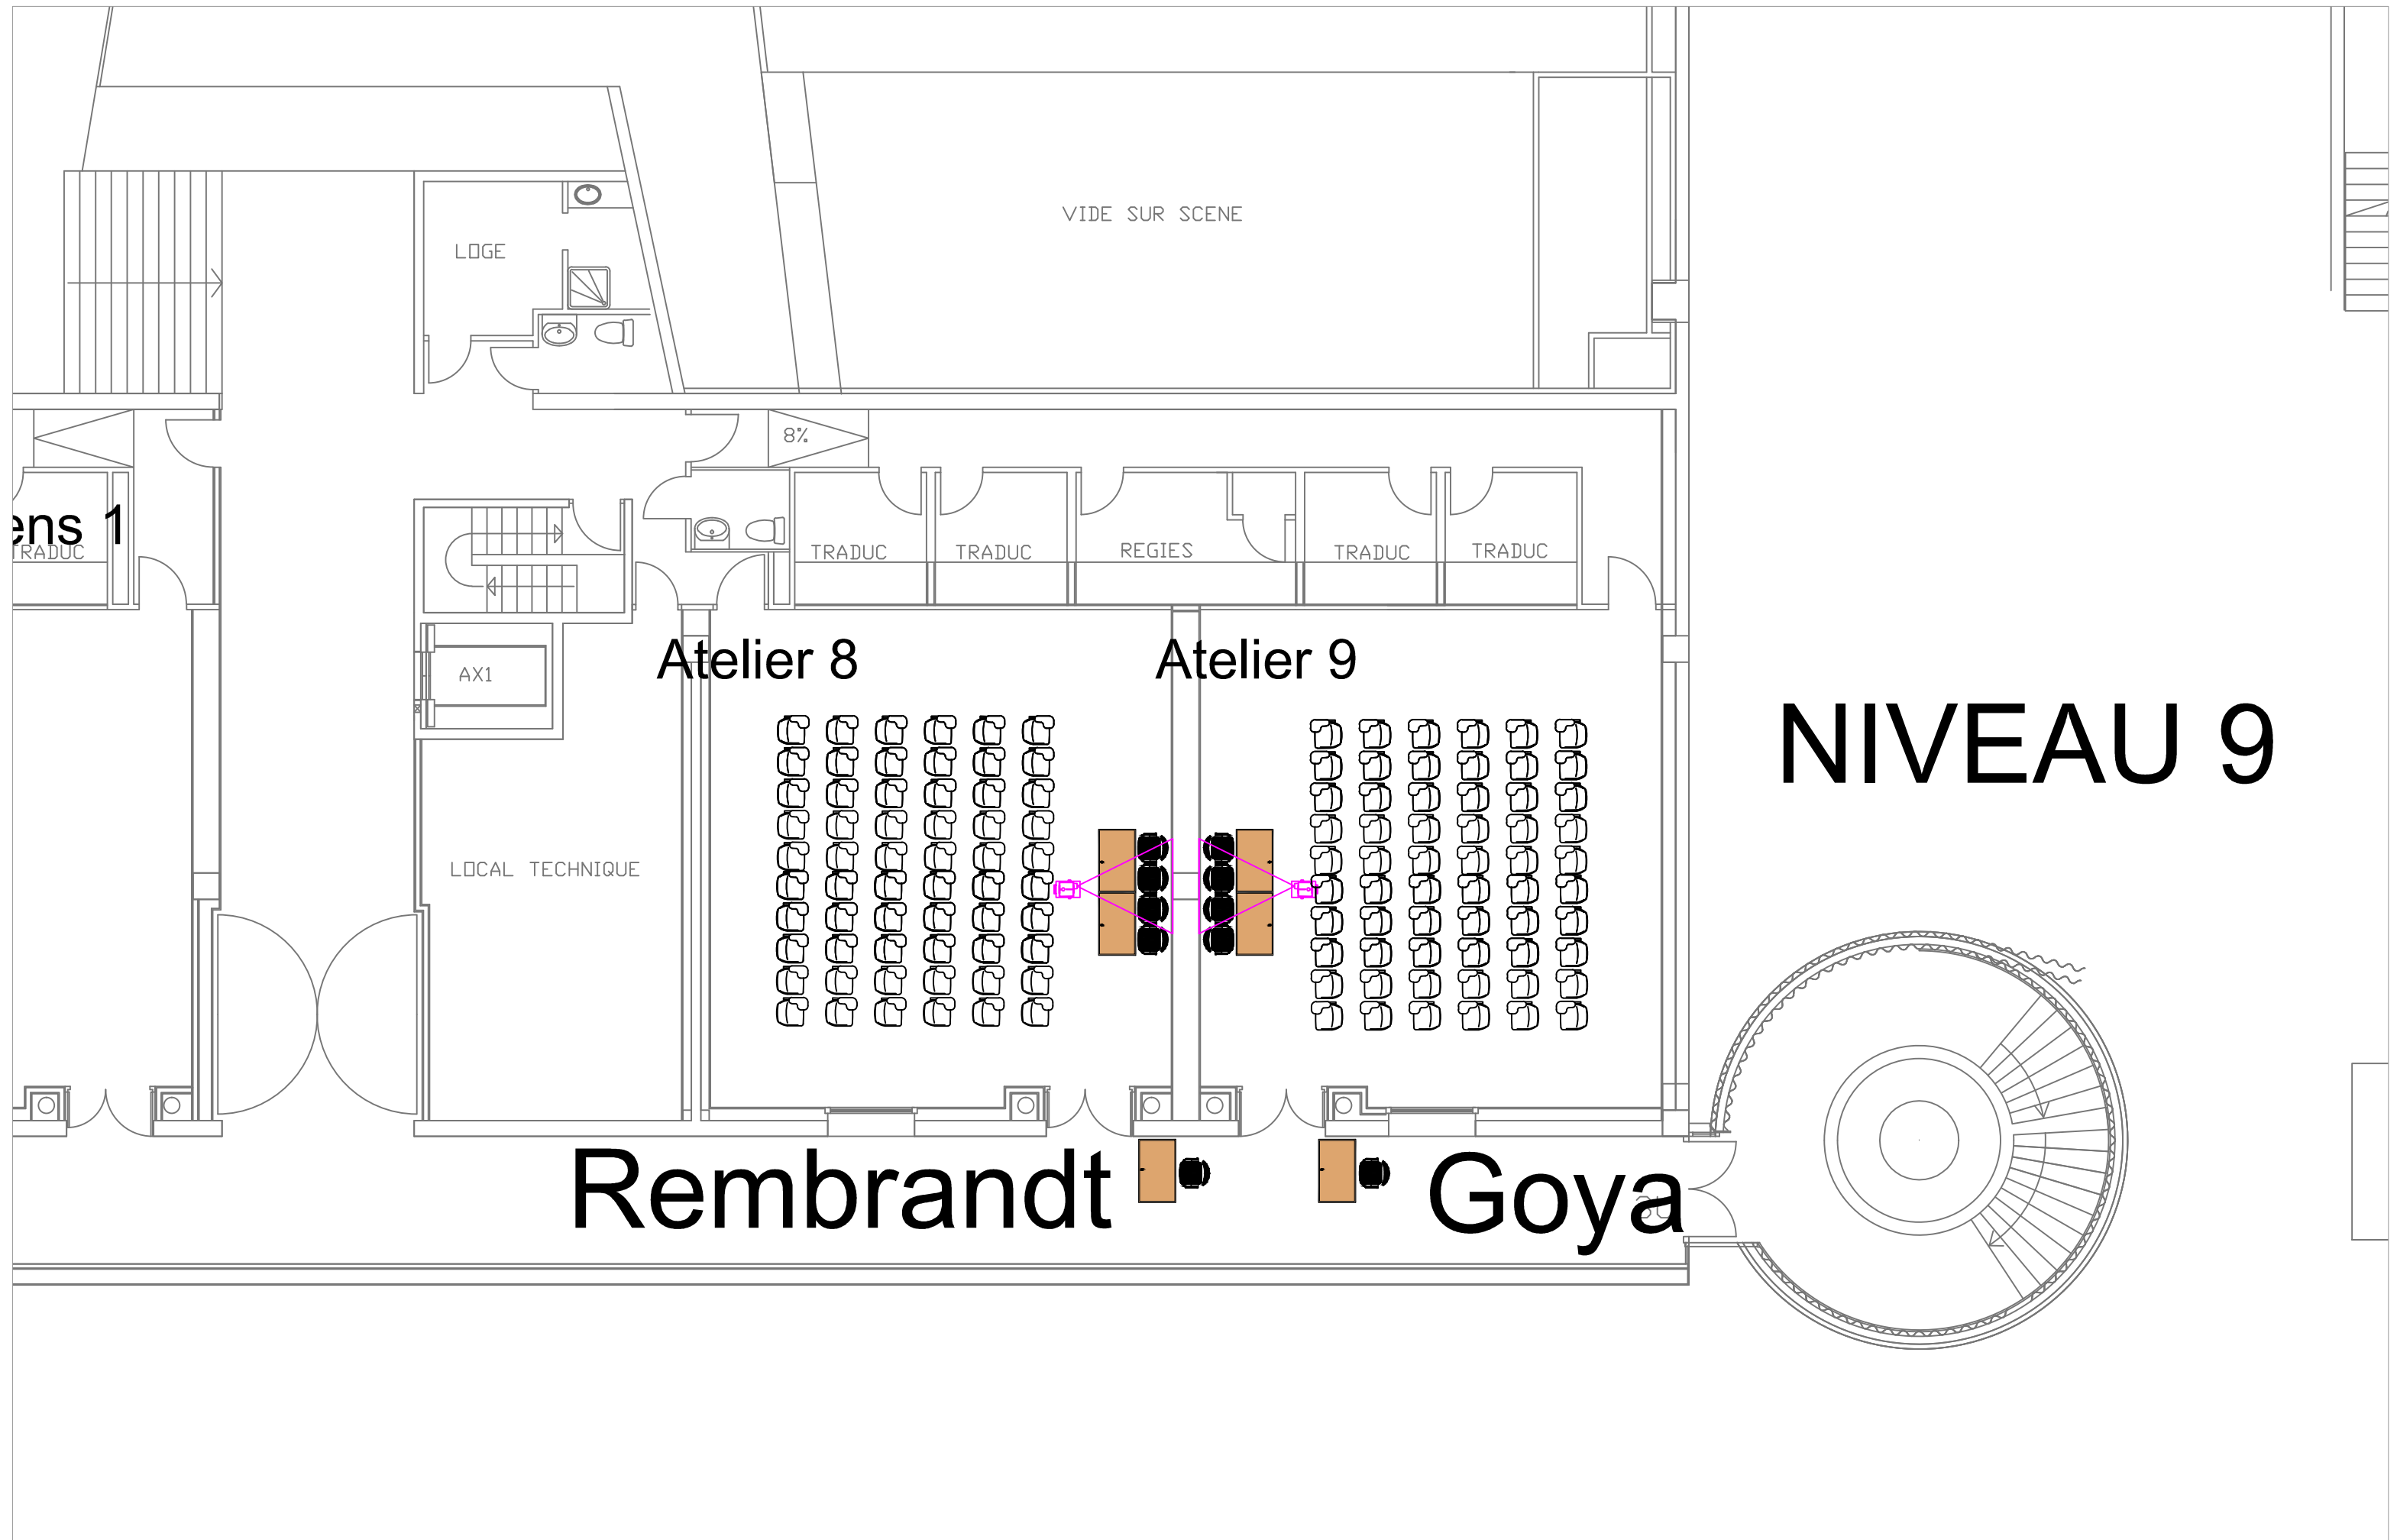 VIDE SUR SCENE
LOGE
8%
ens 1
TRADUC
TRADUC
TRADUC
REGIES
TRADUC
TRADUC
Atelier 8
Atelier 9
AX1
NIVEAU 9
LOCAL TECHNIQUE
Rembrandt
Goya